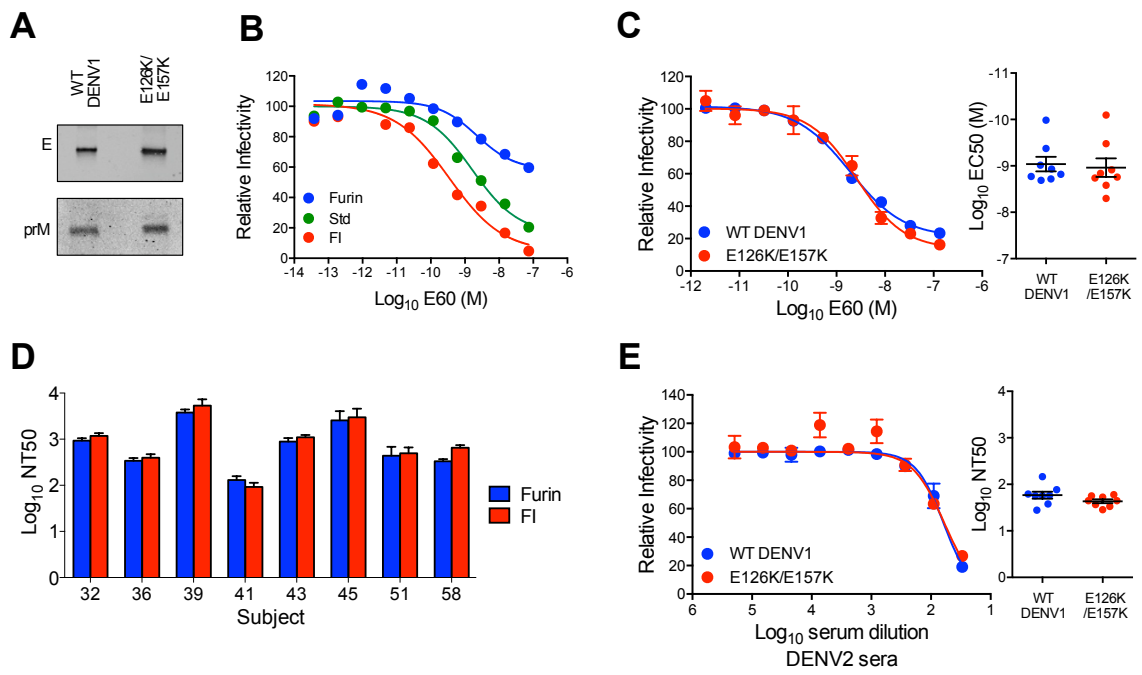 A
WT
DENV1
E126K/
E157K
E
prM
B
Relative Infectivity
120
100
80
60
40
20
0
Furin
Std
FI
-14 -13 -12 -11 -10 -9 -8 -7 -6
Log10 E60 (M)
C
Relative Infectivity
120
100
80
60
40
20
0
WT DENV1
E126K/E157K
-12 -11 -10 -9 -8 -7 -6
Log10 E60 (M)
Log10 EC50 (M)
-11
-10
-9
-8
-7
WT
DENV1
E126K
/E157K
D
Log10 NT50
4
3
2
1
0
32 36 39 41 43 45 51 58
Subject
Furin
FI
E
Relative Infectivity
140
120
100
80
60
40
20
0
WT DENV1
E126K/E157K
6 5 4 3 2 1
Log10 serum dilution
DENV2 sera
Log10 NT50
4
3
2
1
0
WT
DENV1
E126K
/E157K